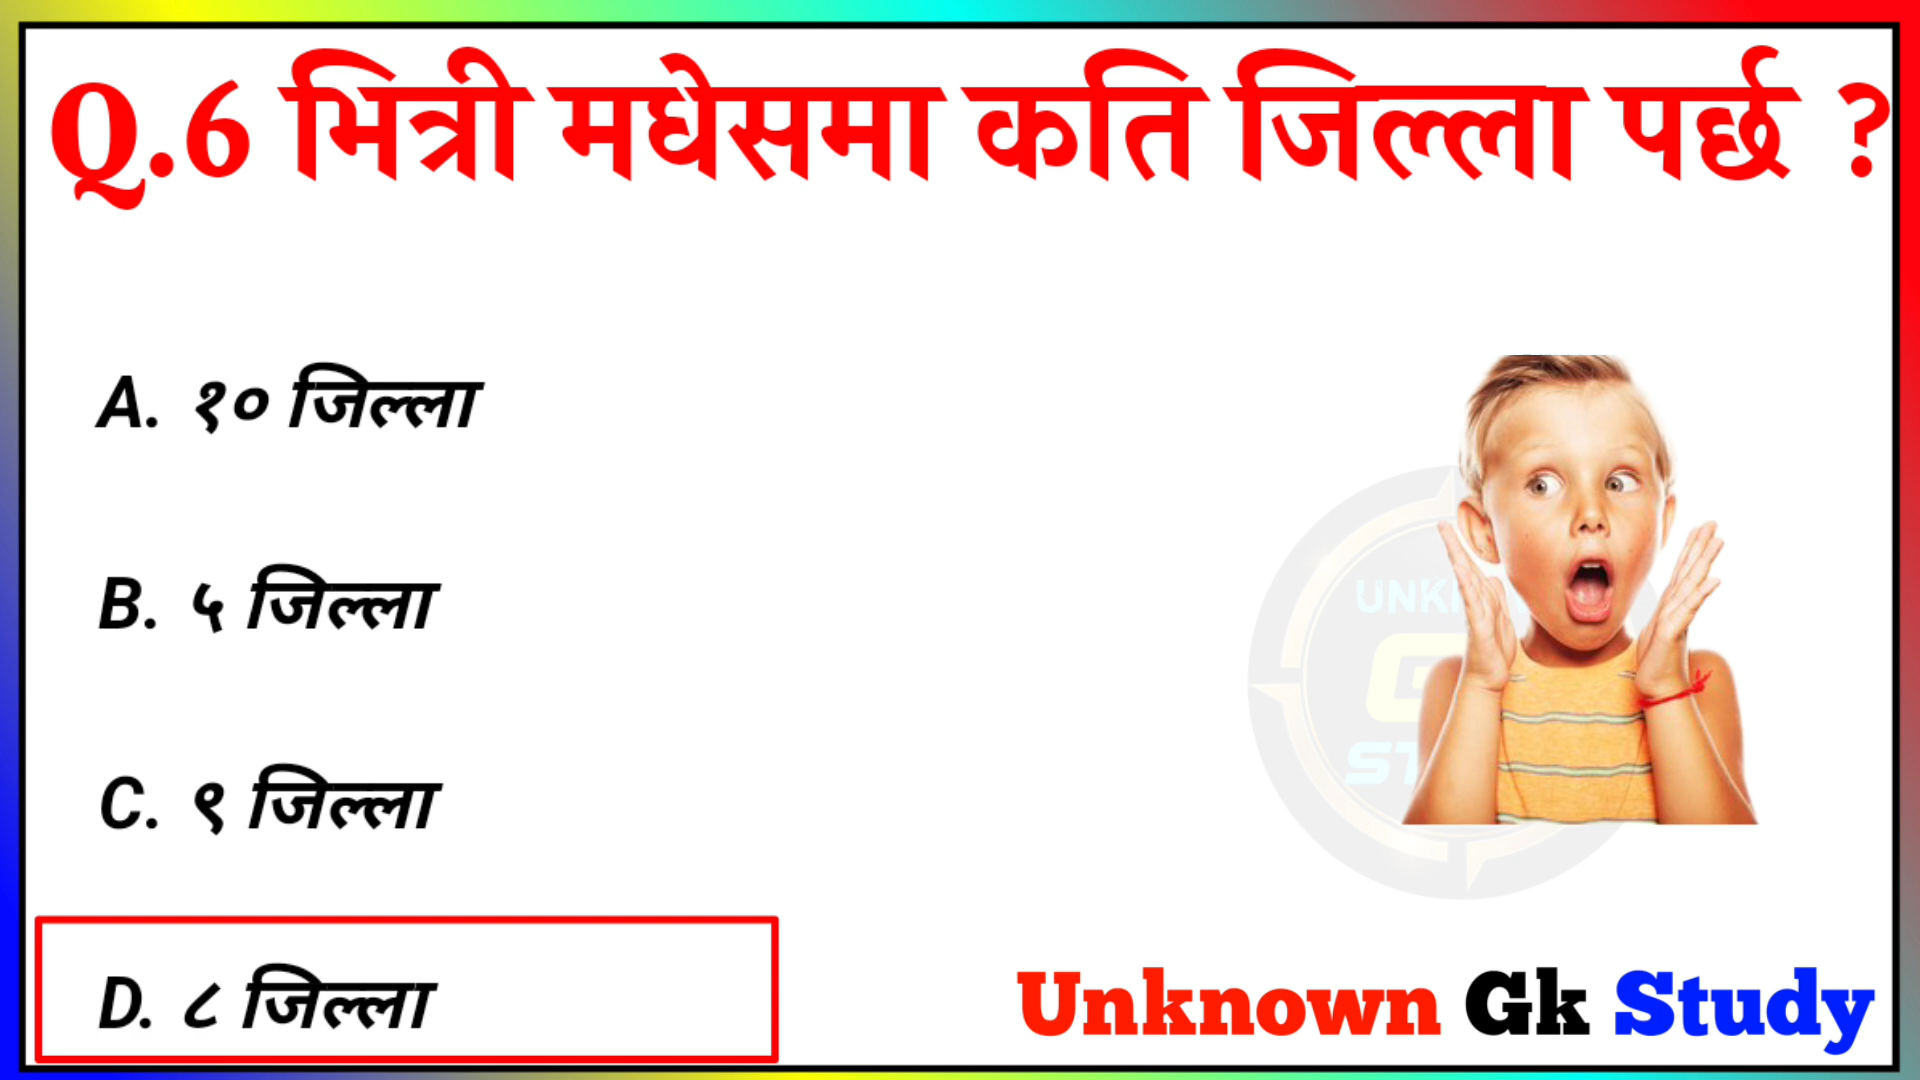 Q.6 भित्री मधेसमा कति जिल्ला पर्छ ?
A. १० जिल्ला
B. ५ जिल्ला
C. ९ जिल्ला
D. ८ जिल्ला
Unknown Gk Study